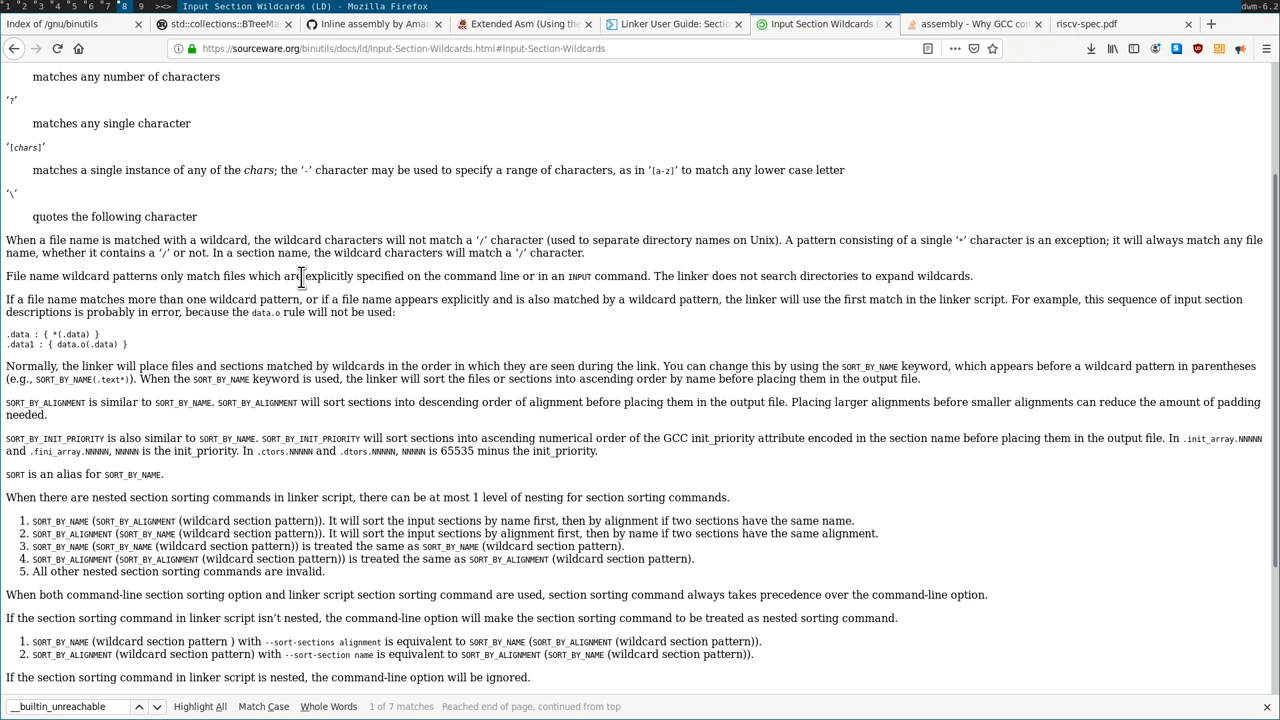 1 2 3 4 5 6 7 8 9 ><> Input Section Wildcards (LD) - Mozilla Firefox dwm-6.2
Index of /gnu/binutils
std::collections::BTreeMa
Inline assembly by Aman
Extended Asm (Using the
Linker User Guide: Sectio
Input Section Wildcards (
assembly - Why GCC con
riscv-spec.pdf
https://sourceware.org/binutils/docs/ld/Input-Section-Wildcards.html#Input-Section-Wildcards
matches any number of characters
‘?’
matches any single character
‘[chars]’
matches a single instance of any of the chars; the ‘-’ character may be used to specify a range of characters, as in ‘[a-z]’ to match any lower case letter
‘\’
quotes the following character
When a file name is matched with a wildcard, the wildcard characters will not match a ‘/’ character (used to separate directory names on Unix). A pattern consisting of a single ‘*’ character is an exception; it will always match any file
name, whether it contains a ‘/’ or not. In a section name, the wildcard characters will match a ‘/’ character.
File name wildcard patterns only match files which are explicitly specified on the command line or in an INPUT command. The linker does not search directories to expand wildcards.
If a file name matches more than one wildcard pattern, or if a file name appears explicitly and is also matched by a wildcard pattern, the linker will use the first match in the linker script. For example, this sequence of input section
descriptions is probably in error, because the data.o rule will not be used:
.data : { *(.data) }
.data1 : { data.o(.data) }
Normally, the linker will place files and sections matched by wildcards in the order in which they are seen during the link. You can change this by using the SORT_BY_NAME keyword, which appears before a wildcard pattern in parentheses
(e.g., SORT_BY_NAME(.text*)). When the SORT_BY_NAME keyword is used, the linker will sort the files or sections into ascending order by name before placing them in the output file.
SORT_BY_ALIGNMENT is similar to SORT_BY_NAME. SORT_BY_ALIGNMENT will sort sections into descending order of alignment before placing them in the output file. Placing larger alignments before smaller alignments can reduce the amount of padding
needed.
SORT_BY_INIT_PRIORITY is also similar to SORT_BY_NAME. SORT_BY_INIT_PRIORITY will sort sections into ascending numerical order of the GCC init_priority attribute encoded in the section name before placing them in the output file. In .init_array.NNNNN
and .fini_array.NNNNN, NNNNN is the init_priority. In .ctors.NNNNN and .dtors.NNNNN, NNNNN is 65535 minus the init_priority.
SORT is an alias for SORT_BY_NAME.
When there are nested section sorting commands in linker script, there can be at most 1 level of nesting for section sorting commands.
1. SORT_BY_NAME (SORT_BY_ALIGNMENT (wildcard section pattern)). It will sort the input sections by name first, then by alignment if two sections have the same name.
2. SORT_BY_ALIGNMENT (SORT_BY_NAME (wildcard section pattern)). It will sort the input sections by alignment first, then by name if two sections have the same alignment.
3. SORT_BY_NAME (SORT_BY_NAME (wildcard section pattern)) is treated the same as SORT_BY_NAME (wildcard section pattern).
4. SORT_BY_ALIGNMENT (SORT_BY_ALIGNMENT (wildcard section pattern)) is treated the same as SORT_BY_ALIGNMENT (wildcard section pattern).
5. All other nested section sorting commands are invalid.
When both command-line section sorting option and linker script section sorting command are used, section sorting command always takes precedence over the command-line option.
If the section sorting command in linker script isn’t nested, the command-line option will make the section sorting command to be treated as nested sorting command.
1. SORT_BY_NAME (wildcard section pattern ) with --sort-sections alignment is equivalent to SORT_BY_NAME (SORT_BY_ALIGNMENT (wildcard section pattern)).
2. SORT_BY_ALIGNMENT (wildcard section pattern) with --sort-section name is equivalent to SORT_BY_ALIGNMENT (SORT_BY_NAME (wildcard section pattern)).
If the section sorting command in linker script is nested, the command-line option will be ignored.
__builtin_unreachable Highlight All Match Case Whole Words 1 of 7 matches Reached end of page, continued from top